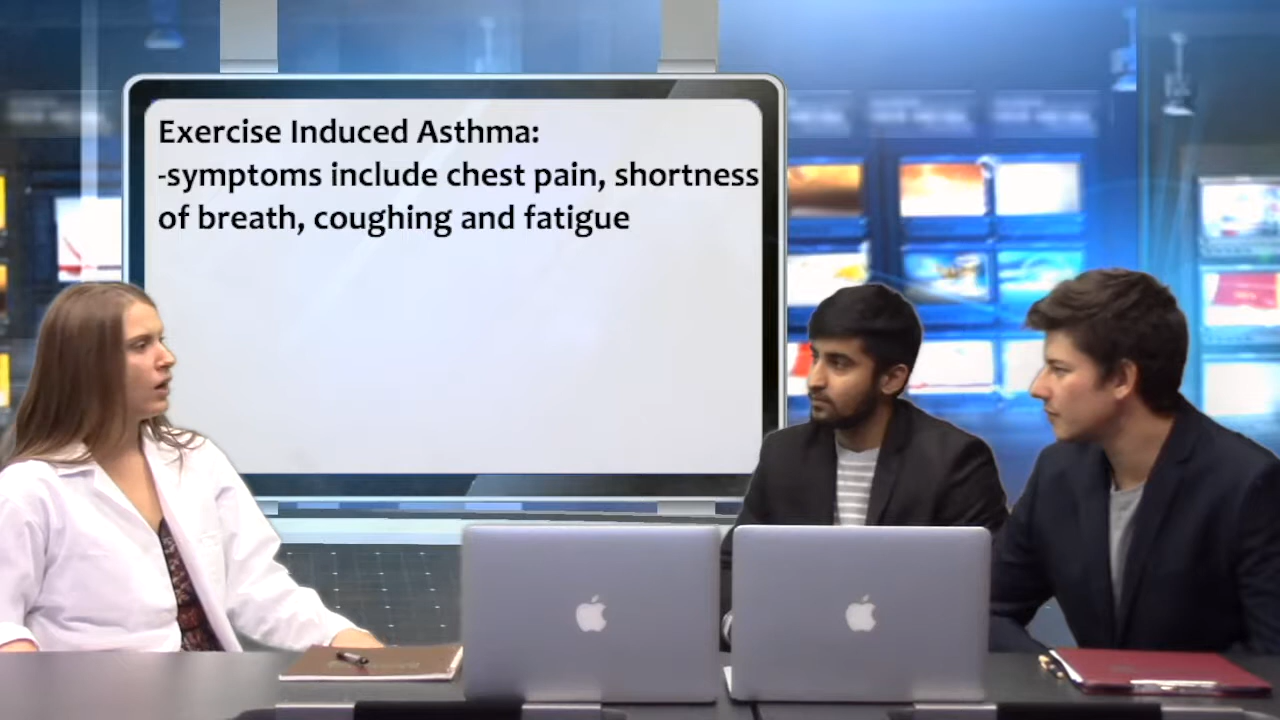 Exercise Induced Asthma:
-symptoms include chest pain, shortness
of breath, coughing and fatigue